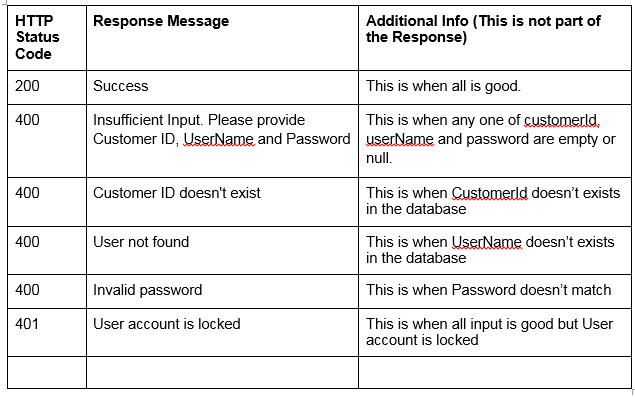 HTTP Status Code
Response Message
Additional Info (This is not part of
the Response)
200
Success
This is when all is good.
400
Insufficient Input. Please provide
Customer ID, UserName and Password
This is when any one of customerId,
userName and password are empty or
null.
400
Customer ID doesn't exist
This is when CustomerId doesn’t exists
in the database
400
User not found
This is when UserName doesn’t exists
in the database
400
Invalid password
This is when Password doesn’t match
401
User account is locked
This is when all input is good but User
account is locked